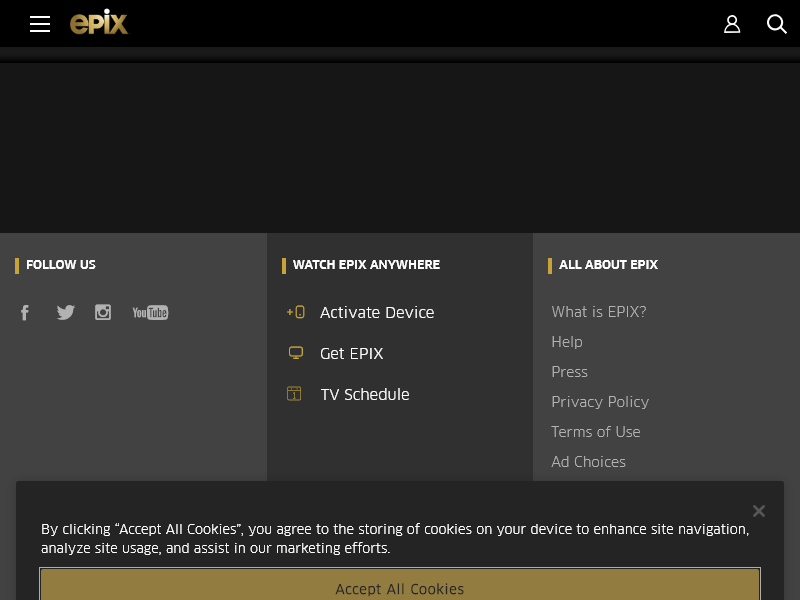 epix
FOLLOW US
You Tube
WATCH EPIX ANYWHERE
Activate Device
Get EPIX
TV Schedule
ALL ABOUT EPIX
What is EPIX?
Help
Press
Privacy Policy
Terms of Use
Ad Choices
By clicking “Accept All Cookies”, you agree to the storing of cookies on your device to enhance site navigation,
analyze site usage, and assist in our marketing efforts.
Accept All Cookies